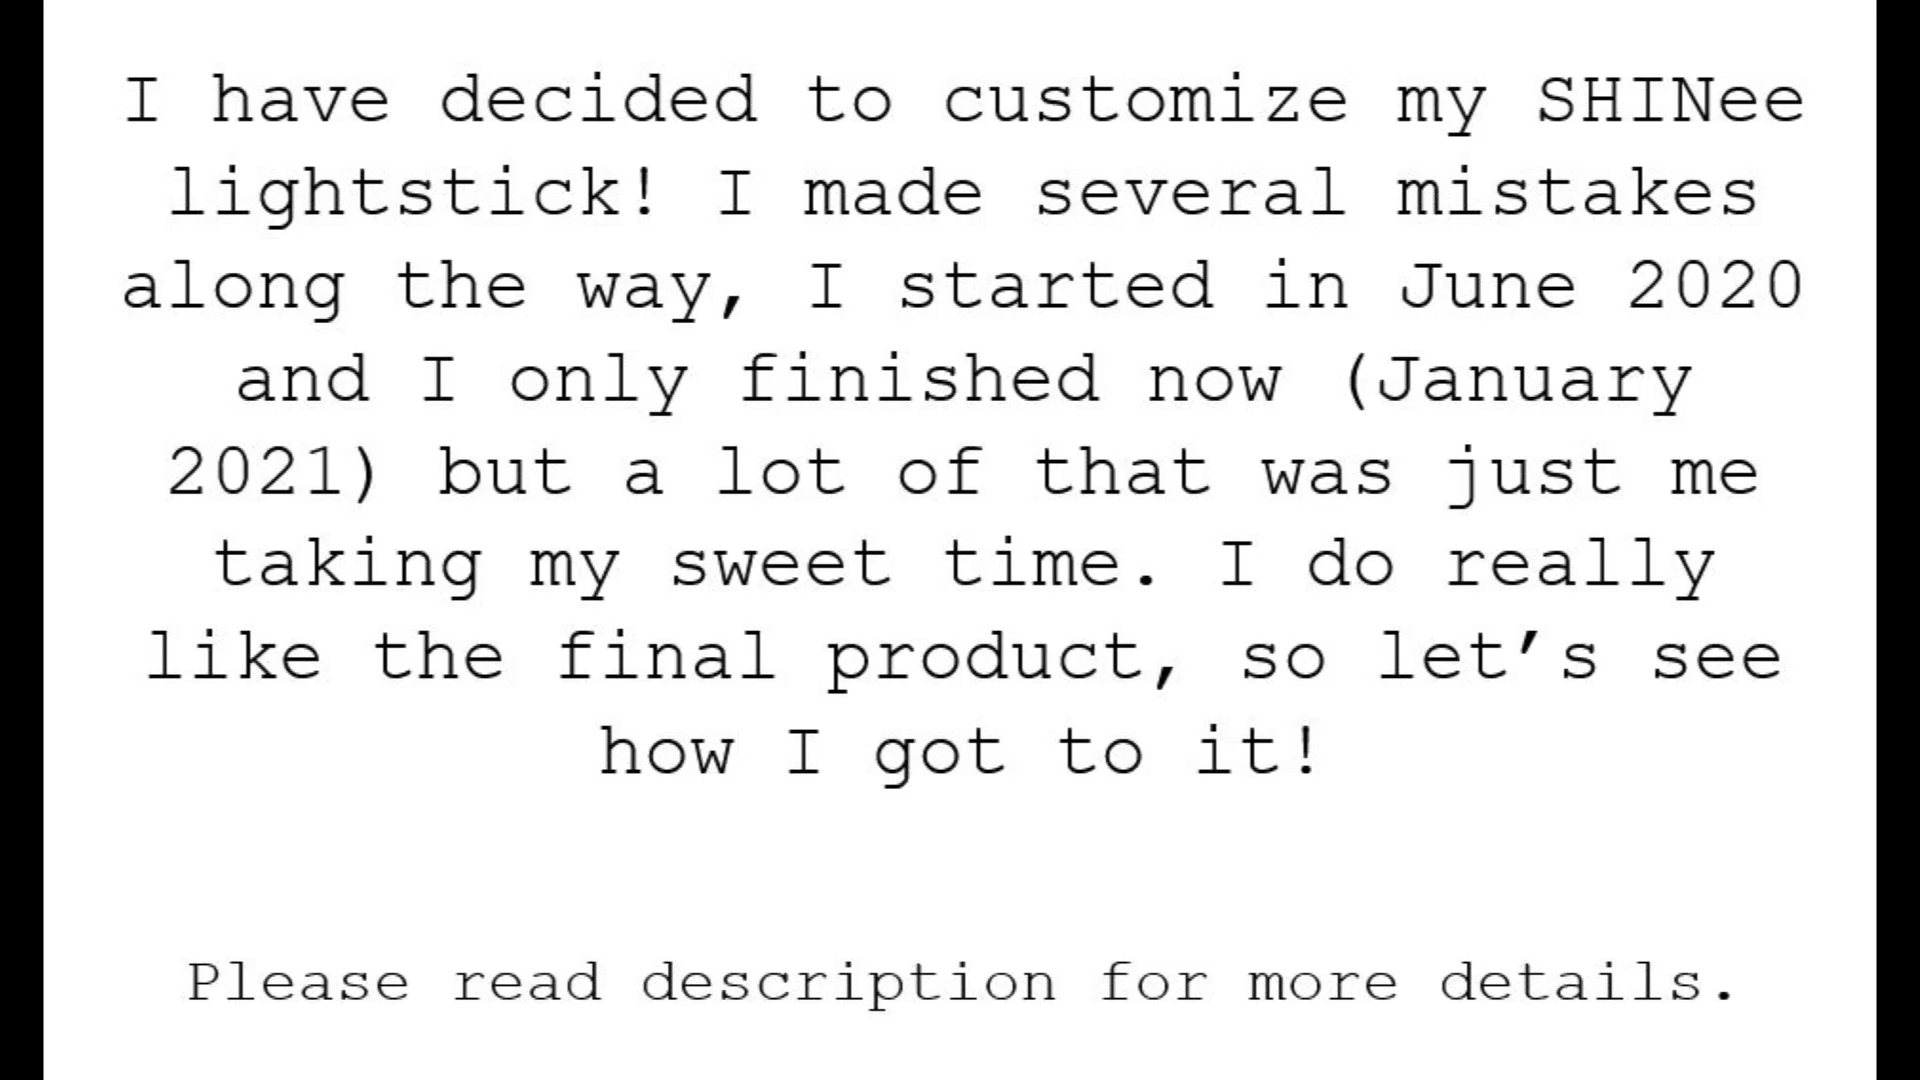 I have decided to customize my SHINee
lightstick! I made several mistakes
along the way, I started in June 2020
and I only finished now (January
2021) but a lot of that was just me
taking my sweet time. I do really
like the final product, so let’s see
how I got to it!
Please read description for more details.